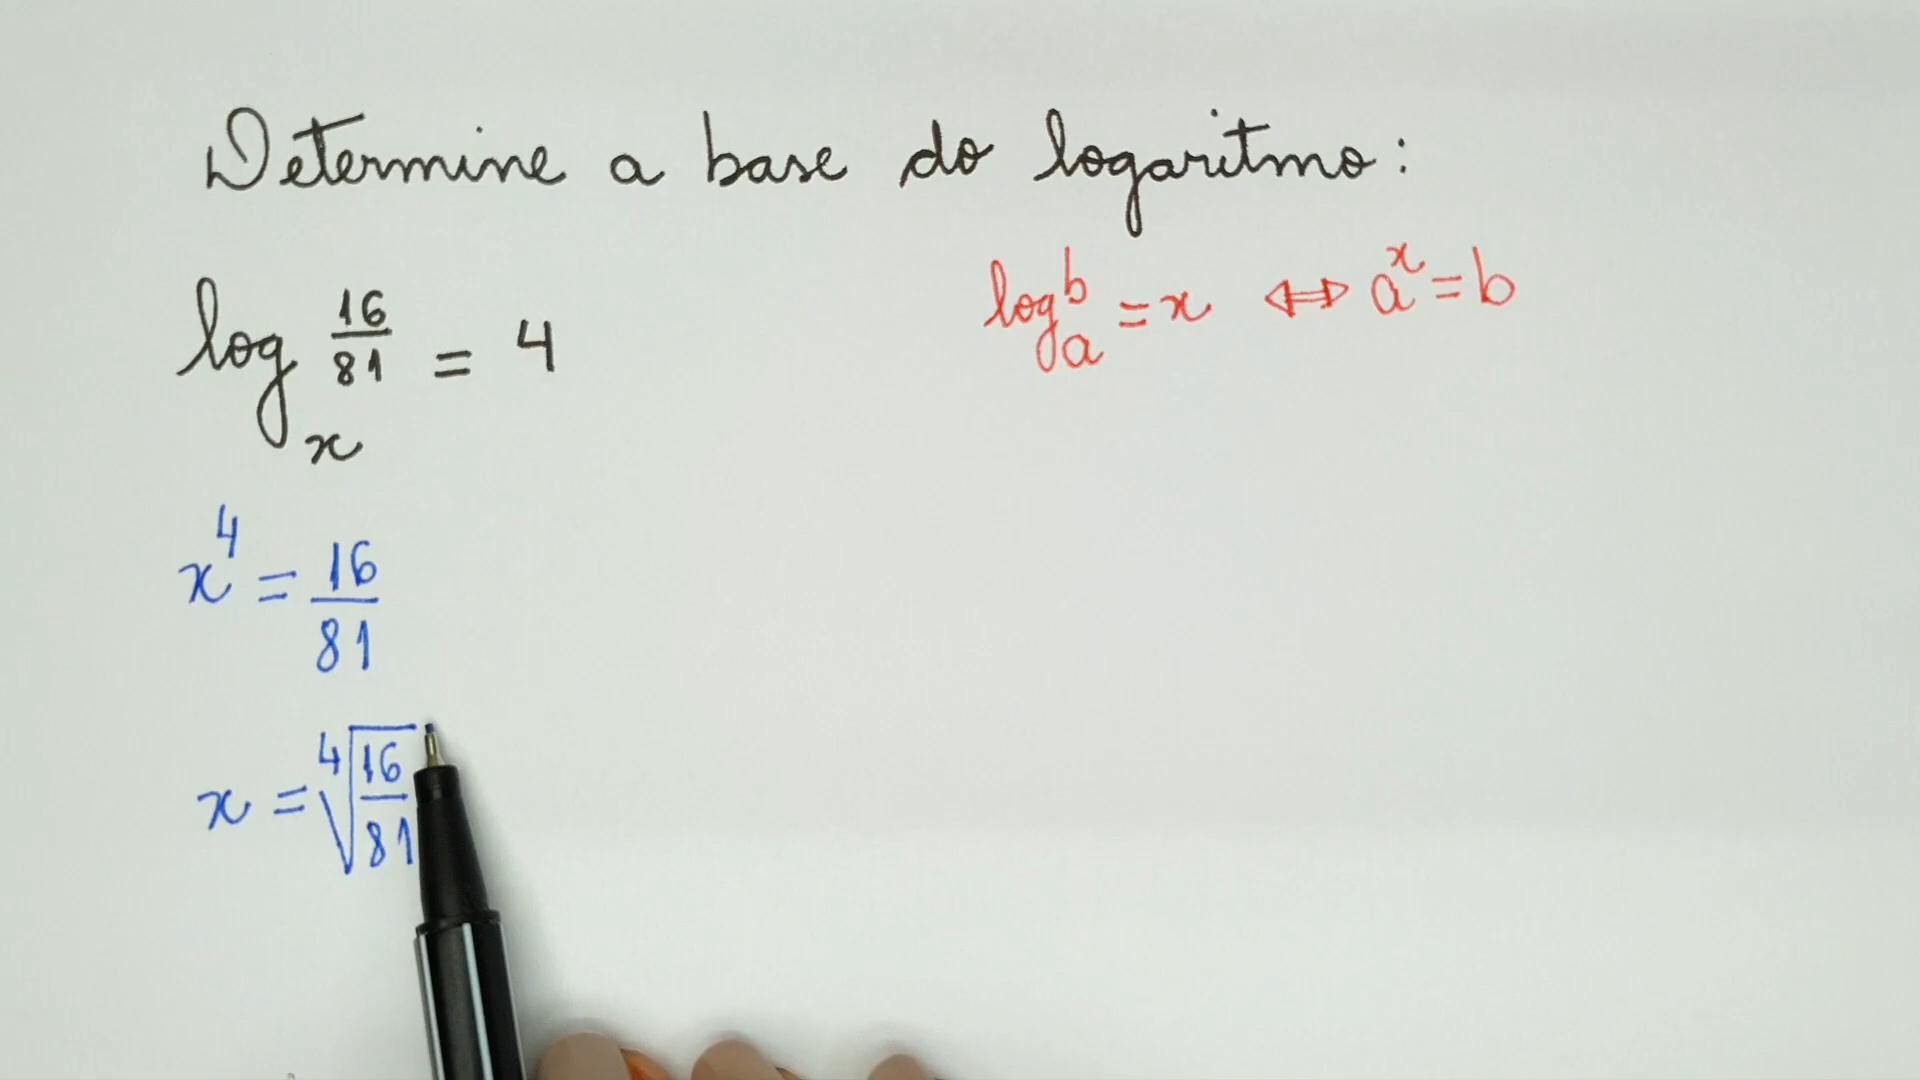 Determine a base do logaritmo:
log_x 16/81 = 4
log_a b = x ⇔ a^x = b
x^4 = 16/81
x = ⁴√(16/81)